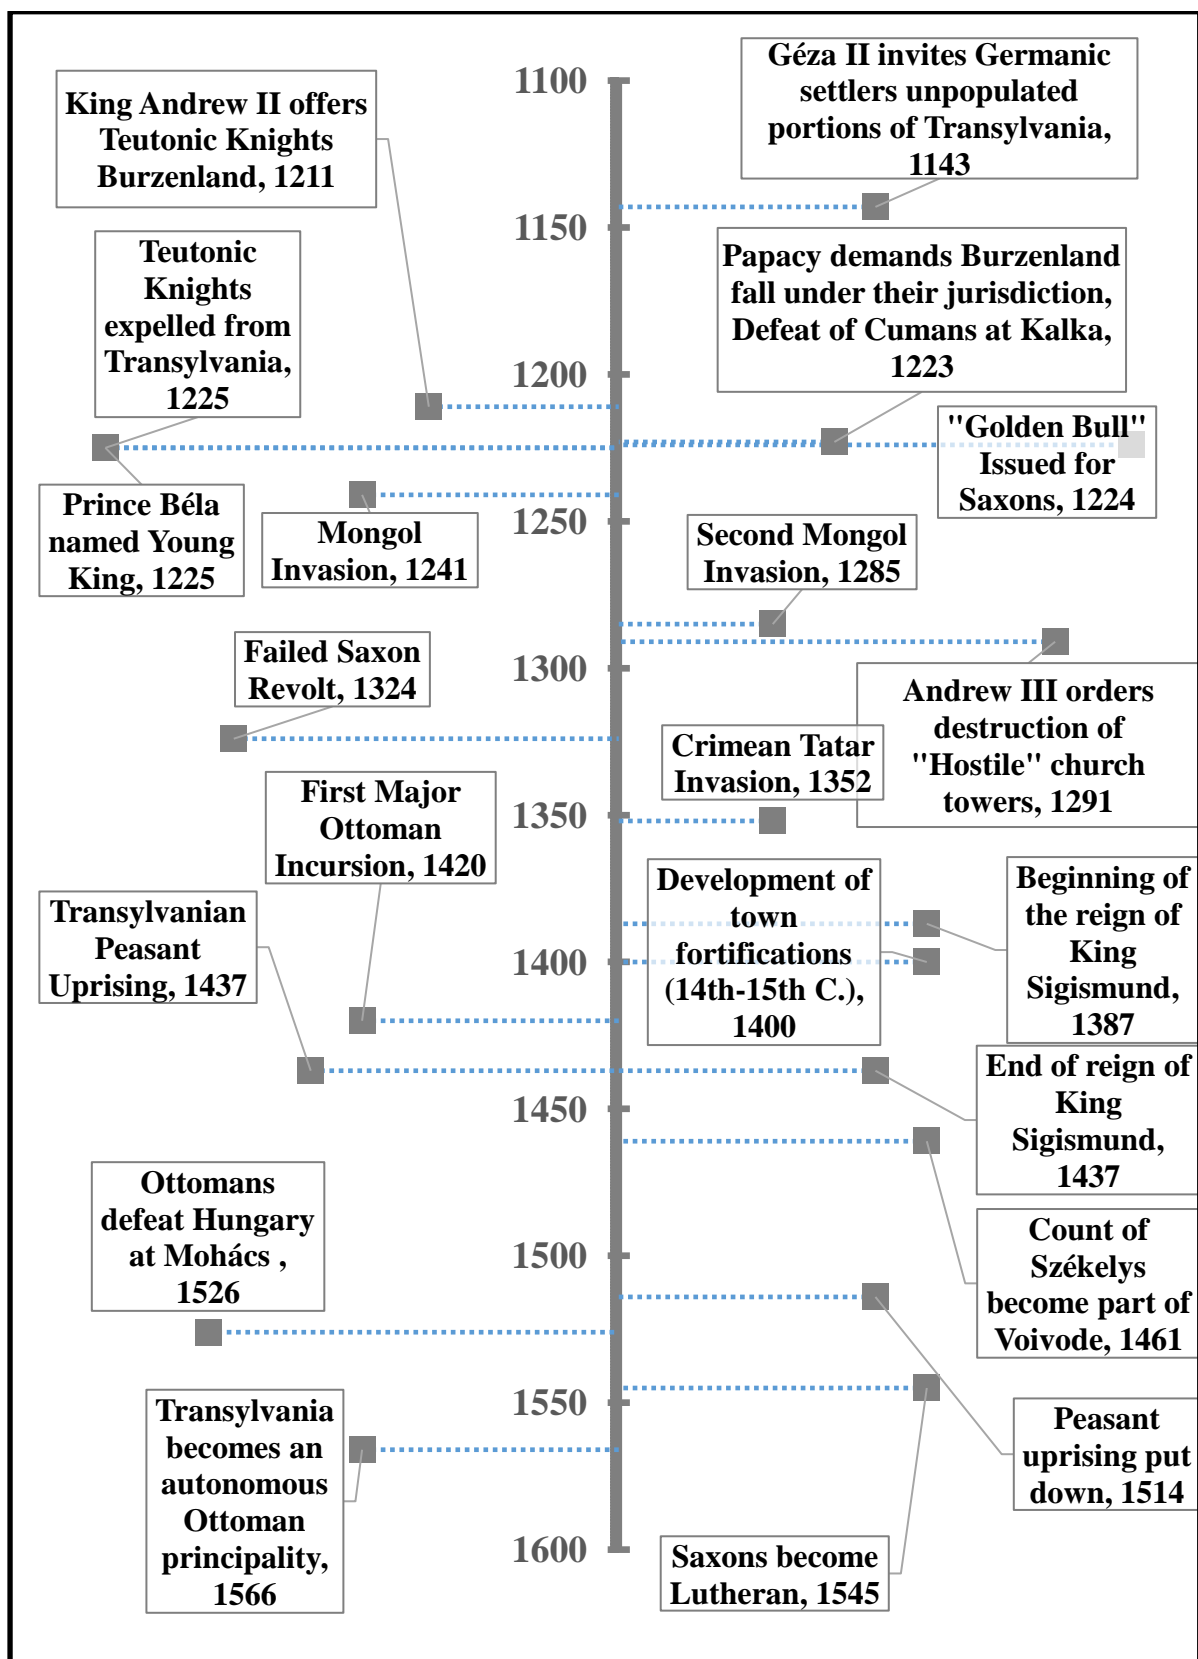 Géza II invites Germanic
settlers unpopulated
portions of Transylvania,
1143
King Andrew II offers
Teutonic Knights
Burzenland, 1211
Teutonic
Knights
expelled from
Transylvania,
1225
Papacy demands Burzenland
fall under their jurisdiction,
Defeat of Cumans at Kalka,
1223
"Golden Bull"
Issued for
Saxons, 1224
Prince Béla
named Young
King, 1225
Mongol
Invasion, 1241
Second Mongol
Invasion, 1285
Failed Saxon
Revolt, 1324
Andrew III orders
destruction of
"Hostile" church
towers, 1291
Crimean Tatar
Invasion, 1352
First Major
Ottoman
Incursion, 1420
Development of
town
fortifications
(14th-15th C.),
1400
Beginning of
the reign of
King
Sigismund,
1387
Transylvanian
Peasant
Uprising, 1437
End of reign of
King
Sigismund,
1437
Ottomans
defeat Hungary
at Mohács ,
1526
Count of
Székelys
become part of
Voivode, 1461
Transylvania
becomes an
autonomous
Ottoman
principality,
1566
Peasant
uprising put
down, 1514
Saxons become
Lutheran, 1545
1100
1150
1200
1250
1300
1350
1400
1450
1500
1550
1600